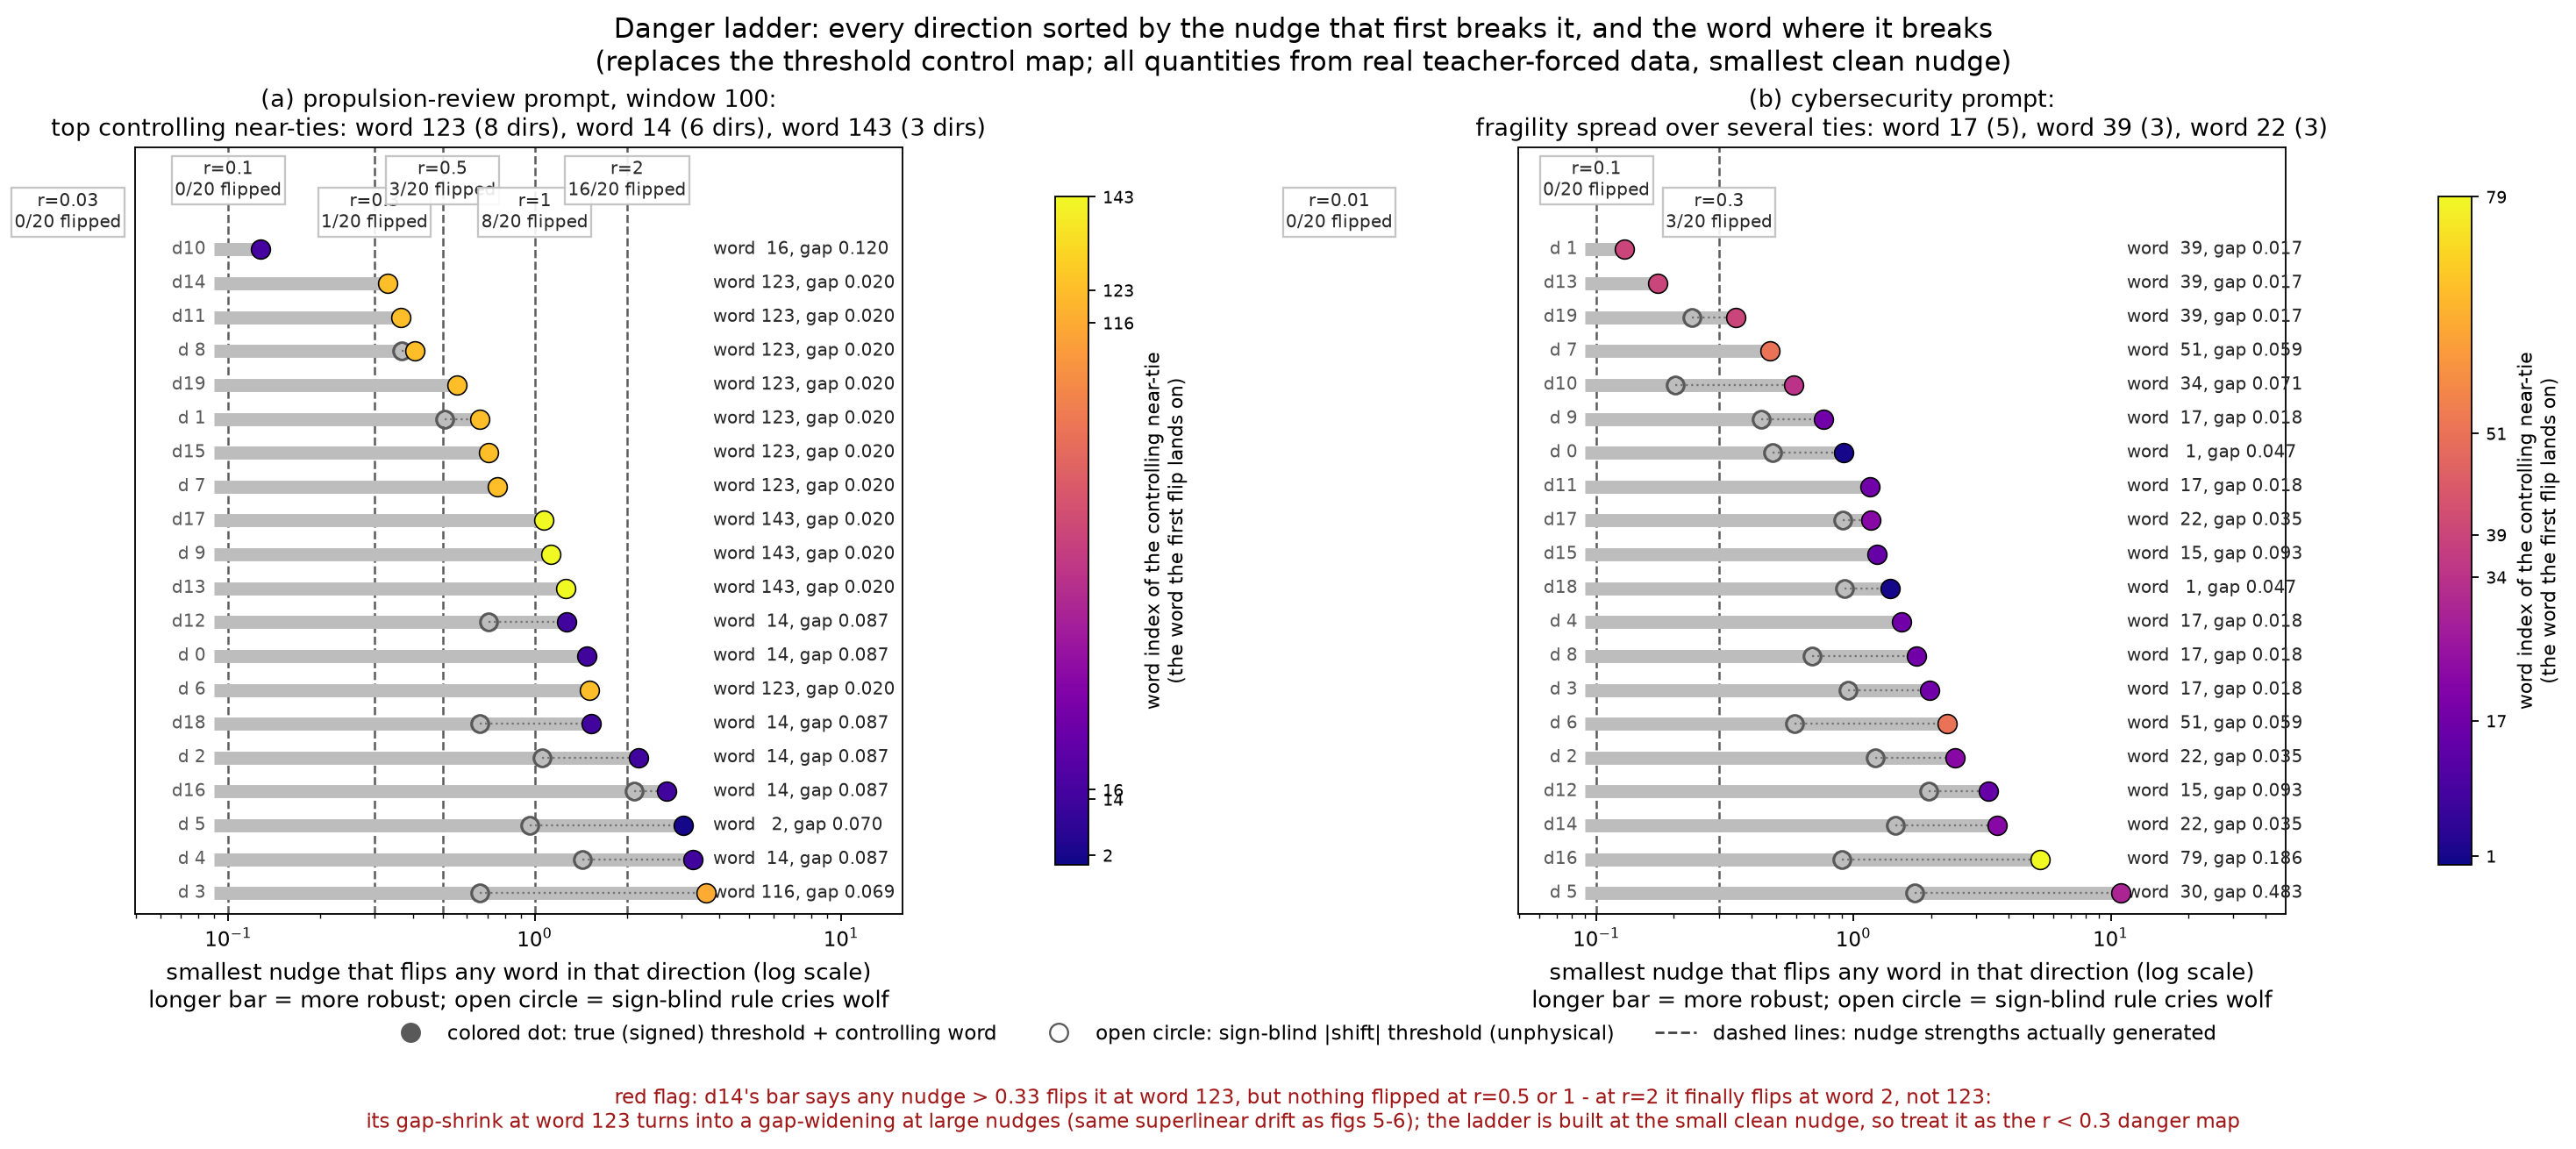 Danger ladder: every direction sorted by the nudge that first breaks it, and the word where it breaks
(replaces the threshold control map; all quantities from real teacher-forced data, smallest clean nudge)
(a) propulsion-review prompt, window 100:
top controlling near-ties: word 123 (8 dirs), word 14 (6 dirs), word 143 (3 dirs)
r=0.03
0/20 flipped
r=0.1
0/20 flipped
1/20 flipped
r=0.5
3/20 flipped
r=1
8/20 flipped
r=2
16/20 flipped
d10 word 16, gap 0.120
d14 word 123, gap 0.020
d11 word 123, gap 0.020
d 8 word 123, gap 0.020
d19 word 123, gap 0.020
d 1 word 123, gap 0.020
d15 word 123, gap 0.020
d 7 word 123, gap 0.020
d17 word 143, gap 0.020
d 9 word 143, gap 0.020
d13 word 143, gap 0.020
d12 word 14, gap 0.087
d 0 word 14, gap 0.087
d 6 word 123, gap 0.020
d18 word 14, gap 0.087
d 2 word 14, gap 0.087
d16 word 14, gap 0.087
d 5 word 2, gap 0.070
d 4 word 14, gap 0.087
d 3 word 116, gap 0.069
10⁻¹ 10⁰ 10¹
smallest nudge that flips any word in that direction (log scale)
longer bar = more robust; open circle = sign-blind rule cries wolf
143
123
116
16
14
2
word index of the controlling near-tie
(the word the first flip lands on)
(b) cybersecurity prompt:
fragility spread over several ties: word 17 (5), word 39 (3), word 22 (3)
r=0.01
0/20 flipped
r=0.1
0/20 flipped
r=0.3
3/20 flipped
d 1 word 39, gap 0.017
d13 word 39, gap 0.017
d19 word 39, gap 0.017
d 7 word 51, gap 0.059
d10 word 34, gap 0.071
d 9 word 17, gap 0.018
d 0 word 1, gap 0.047
d11 word 17, gap 0.018
d17 word 22, gap 0.035
d15 word 15, gap 0.093
d18 word 1, gap 0.047
d 4 word 17, gap 0.018
d 8 word 17, gap 0.018
d 3 word 17, gap 0.018
d 6 word 51, gap 0.059
d 2 word 22, gap 0.035
d12 word 15, gap 0.093
d14 word 22, gap 0.035
d16 word 79, gap 0.186
d 5 word 30, gap 0.483
10⁻¹ 10⁰ 10¹
smallest nudge that flips any word in that direction (log scale)
longer bar = more robust; open circle = sign-blind rule cries wolf
79
51
39
34
17
1
word index of the controlling near-tie
(the word the first flip lands on)
colored dot: true (signed) threshold + controlling word
open circle: sign-blind |shift| threshold (unphysical)
dashed lines: nudge strengths actually generated
red flag: d14's bar says any nudge > 0.33 flips it at word 123, but nothing flipped at r=0.5 or 1 - at r=2 it finally flips at word 2, not 123:
its gap-shrink at word 123 turns into a gap-widening at large nudges (same superlinear drift as figs 5-6); the ladder is built at the small clean nudge, so treat it as the r < 0.3 danger map